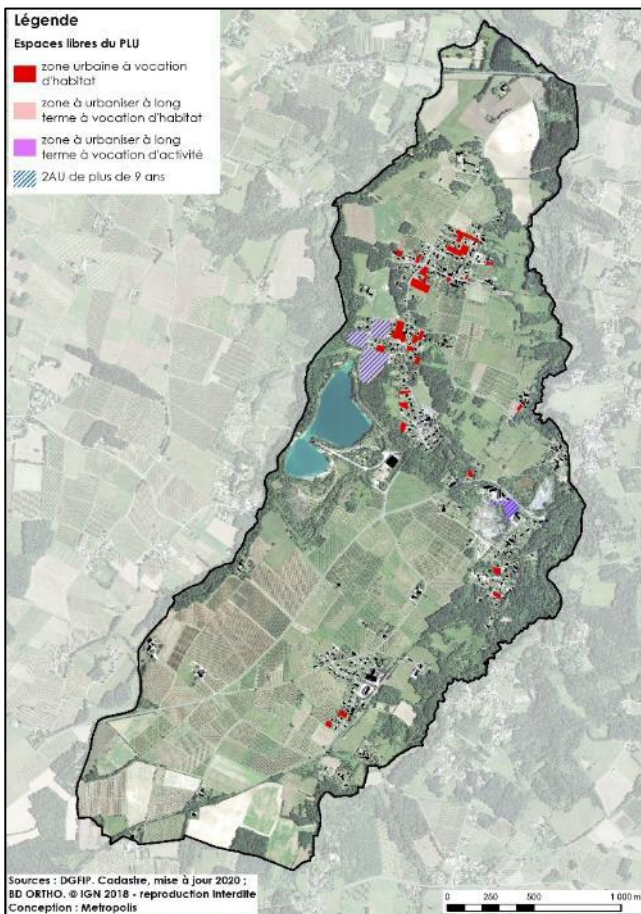 Légende
Espaces libres du PLU
zone urbaine à vocation
d'habitat
zone à urbaniser à long
terme à vocation d'habitat
zone à urbaniser à long
terme à vocation d'activité
2AU de plus de 9 ans
Sources : DGFIP. Cadastre, mise à jour 2020 ;
BD ORTHO. © IGN 2018 - reproduction interdite
Conception : Metropolis
0 250 500 1 000 m